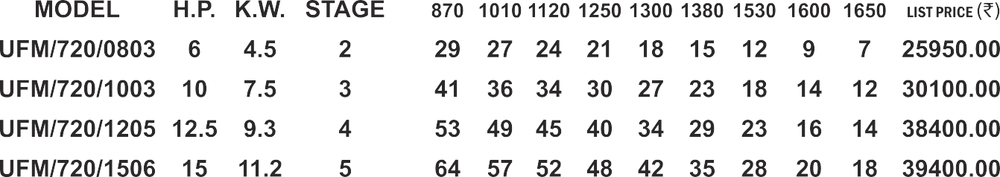 MODEL H.P. K.W. STAGE 870 1010 1120 1250 1300 1380 1530 1600 1650 LIST PRICE (₹)
UFM/720/0803 6 4.5 2 29 27 24 21 18 15 12 9 7 25950.00
UFM/720/1003 10 7.5 3 41 36 34 30 27 23 18 14 12 30100.00
UFM/720/1205 12.5 9.3 4 53 49 45 40 34 29 23 16 14 38400.00
UFM/720/1506 15 11.2 5 64 57 52 48 42 35 28 20 18 39400.00